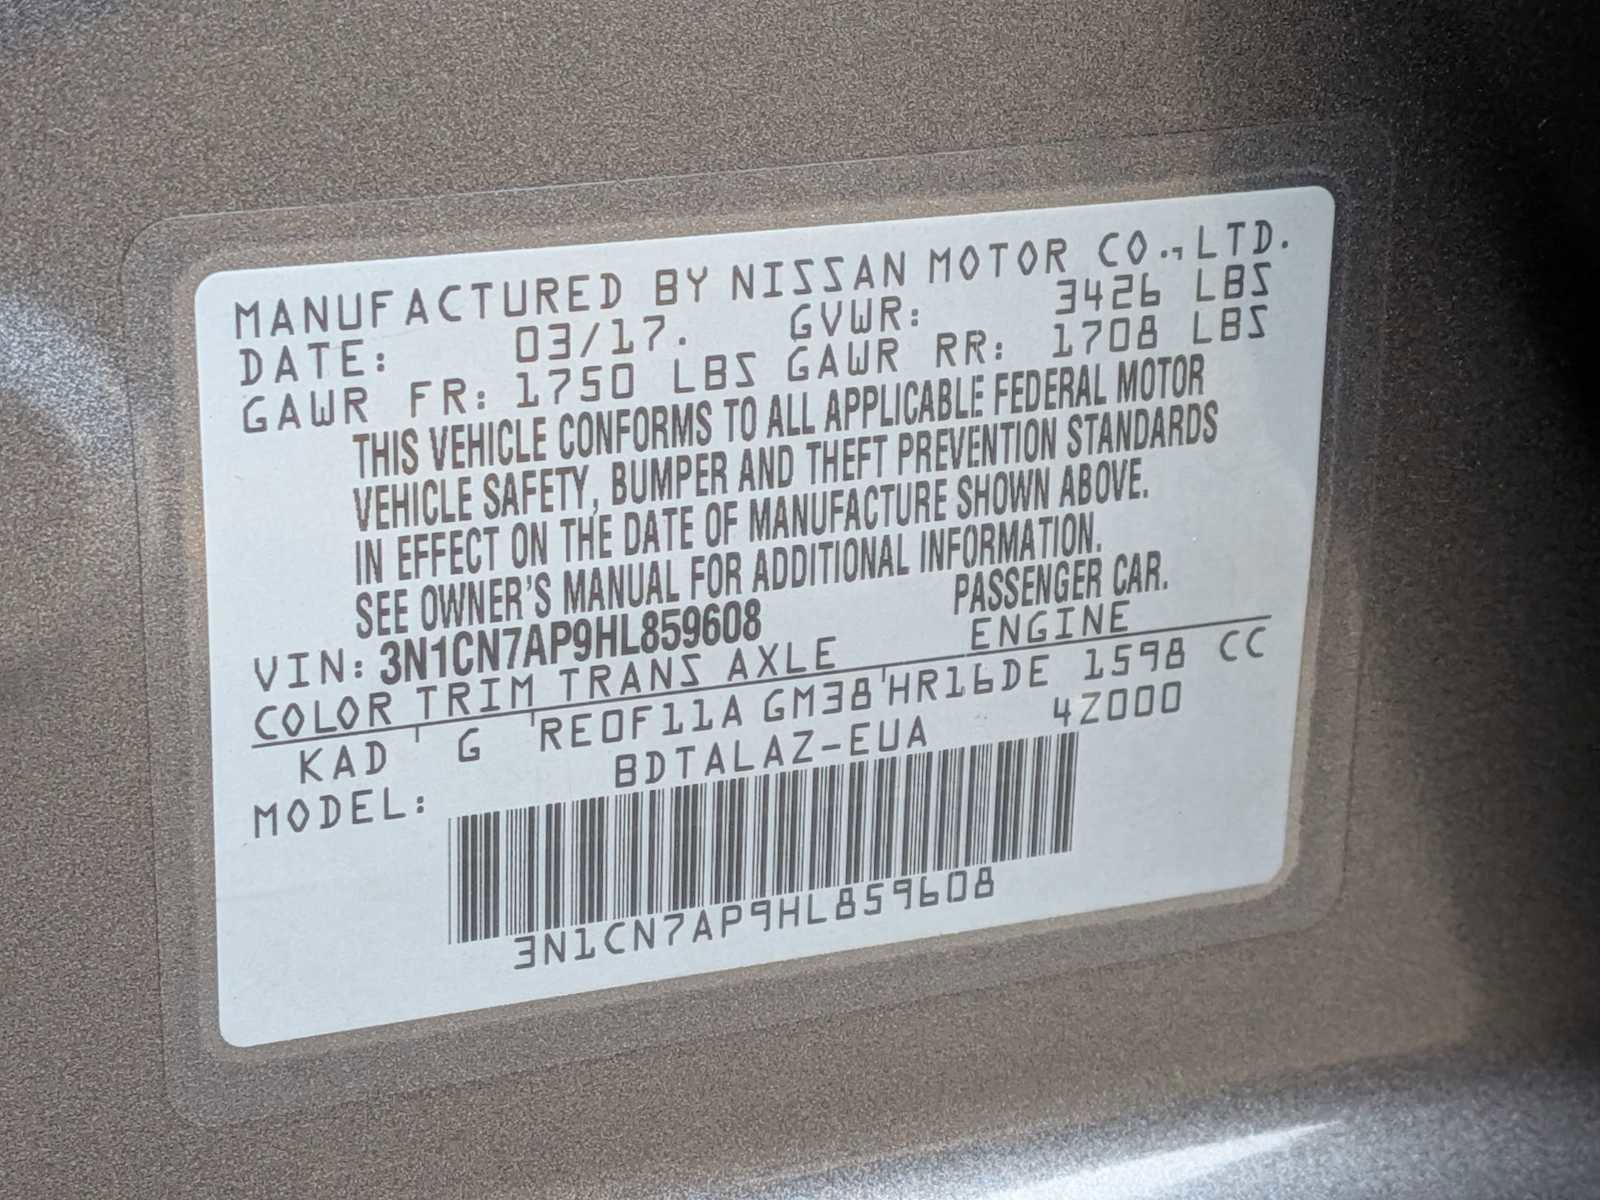 MANUFACTURED BY NISSAN MOTOR CO.,LTD.
DATE: 03/17. GVWR: 3426 LBS
GAWR FR: 1750 LBS GAWR RR: 1708 LBS
THIS VEHICLE CONFORMS TO ALL APPLICABLE FEDERAL MOTOR
VEHICLE SAFETY, BUMPER AND THEFT PREVENTION STANDARDS
IN EFFECT ON THE DATE OF MANUFACTURE SHOWN ABOVE.
SEE OWNER'S MANUAL FOR ADDITIONAL INFORMATION.
VIN: 3N1CN7AP9HL859608 PASSENGER CAR.
COLOR TRIM TRANS AXLE ENGINE
KAD G RE0F11A GM38 HR16DE 1598 CC
MODEL: BDTALAZ-EUA 4Z000
3N1CN7AP9HL859608